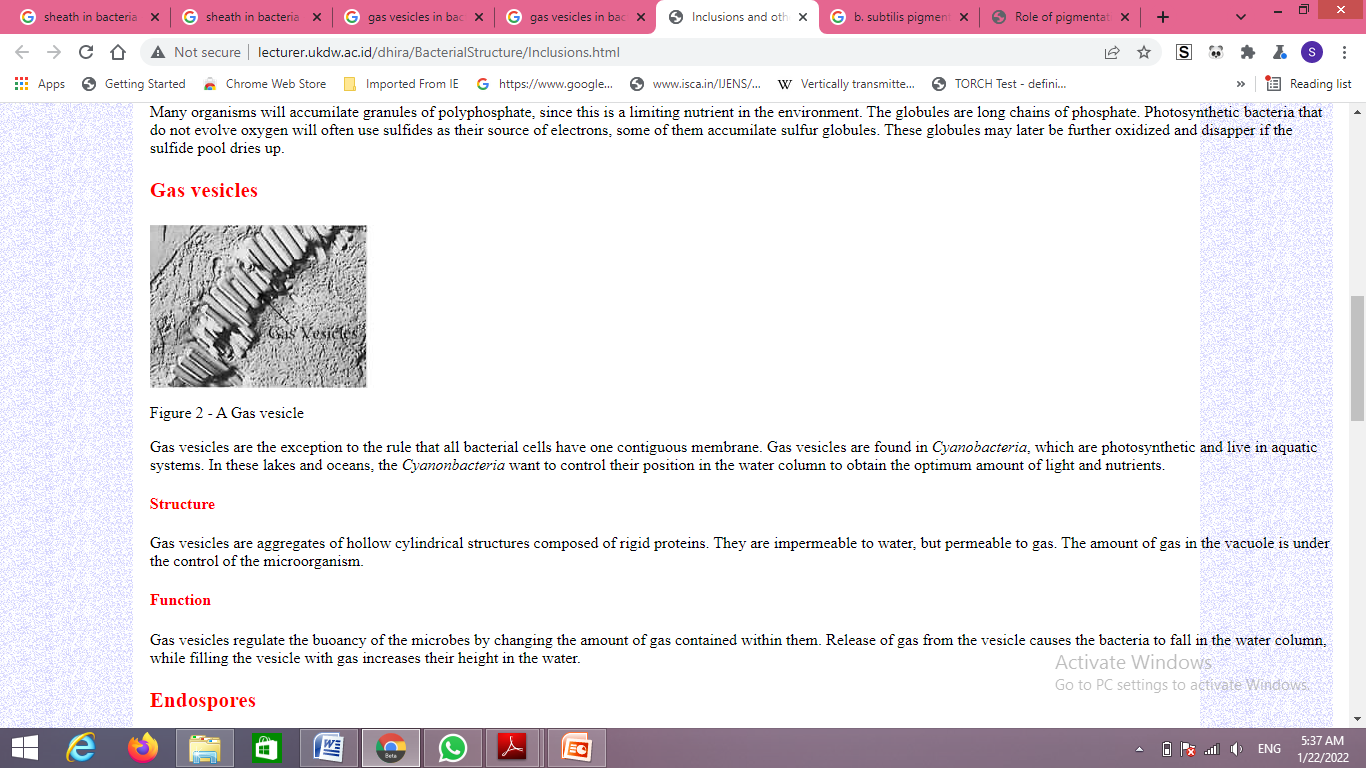 sheath in bacteria
sheath in bacteria
gas vesicles in bac
gas vesicles in bac
Inclusions and oth
b. subtilis pigment
Role of pigmentat
Not secure
lecturer.ukdw.ac.id/dhira/BacterialStructure/Inclusions.html
S
S
Apps
Getting Started
Chrome Web Store
Imported From IE
https://www.google...
www.isca.in/IJENS/...
W Vertically transmitte...
TORCH Test - defini...
»
Reading list
Many organisms will accumilate granules of polyphosphate, since this is a limiting nutrient in the environment. The globules are long chains of phosphate. Photosynthetic bacteria that
do not evolve oxygen will often use sulfides as their source of electrons, some of them accumilate sulfur globules. These globules may later be further oxidized and disapper if the
sulfide pool dries up.
Gas vesicles
Gas Vesicles
Figure 2 - A Gas vesicle
Gas vesicles are the exception to the rule that all bacterial cells have one contiguous membrane. Gas vesicles are found in Cyanobacteria, which are photosynthetic and live in aquatic
systems. In these lakes and oceans, the Cyanonbacteria want to control their position in the water column to obtain the optimum amount of light and nutrients.
Structure
Gas vesicles are aggregates of hollow cylindrical structures composed of rigid proteins. They are impermeable to water, but permeable to gas. The amount of gas in the vacuole is under
the control of the microorganism.
Function
Gas vesicles regulate the buoancy of the microbes by changing the amount of gas contained within them. Release of gas from the vesicle causes the bacteria to fall in the water column,
while filling the vesicle with gas increases their height in the water.
Activate Windows
Go to PC settings to activate Windows.
Endospores
Beta
ENG
5:37 AM
1/22/2022